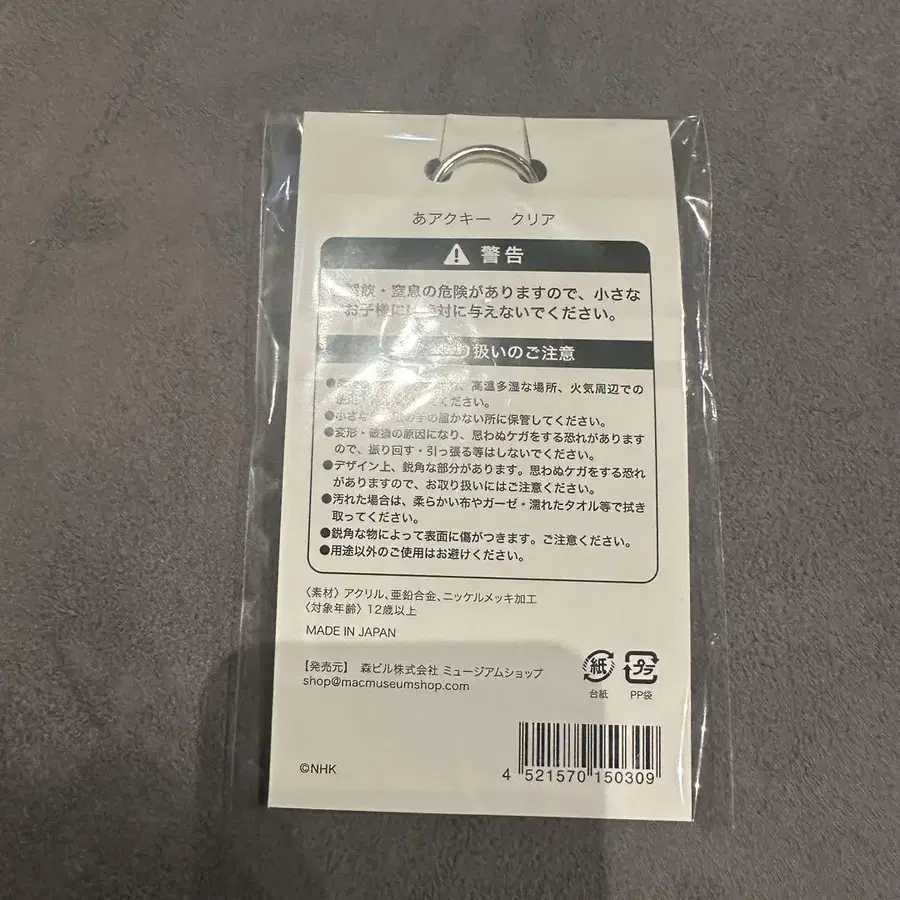 あアクキー クリア
警告
飲・窒息の危険がありますので、小さな
お子様には 対に与えないでください。
り扱いのご注意
高温多湿な場所、火気周辺での
ください。
●小さな の手の届かない所に保管してください。
●変形・破損の原因になり、思わぬケガをする恐れがあります
ので、振り回す・引っ張る等はしないでください。
●デザイン上、鋭角な部分があります。思わぬケガをする恐れ
がありますので、お取り扱いにはご注意ください。
●汚れた場合は、柔らかい布やガーゼ・濡れたタオル等で拭き
取ってください。
●鋭角な物によって表面に傷がつきます。ご注意ください。
●用途以外のご使用はお避けください。
〈素材〉アクリル、亜鉛合金、ニッケルメッキ加工
〈対象年齢〉12歳以上
MADE IN JAPAN
【発売元】 森ビル株式会社 ミュージアムショップ
shop@macmuseumshop.com
紙 プラ
台紙 PP袋
©NHK
4 521570 150309